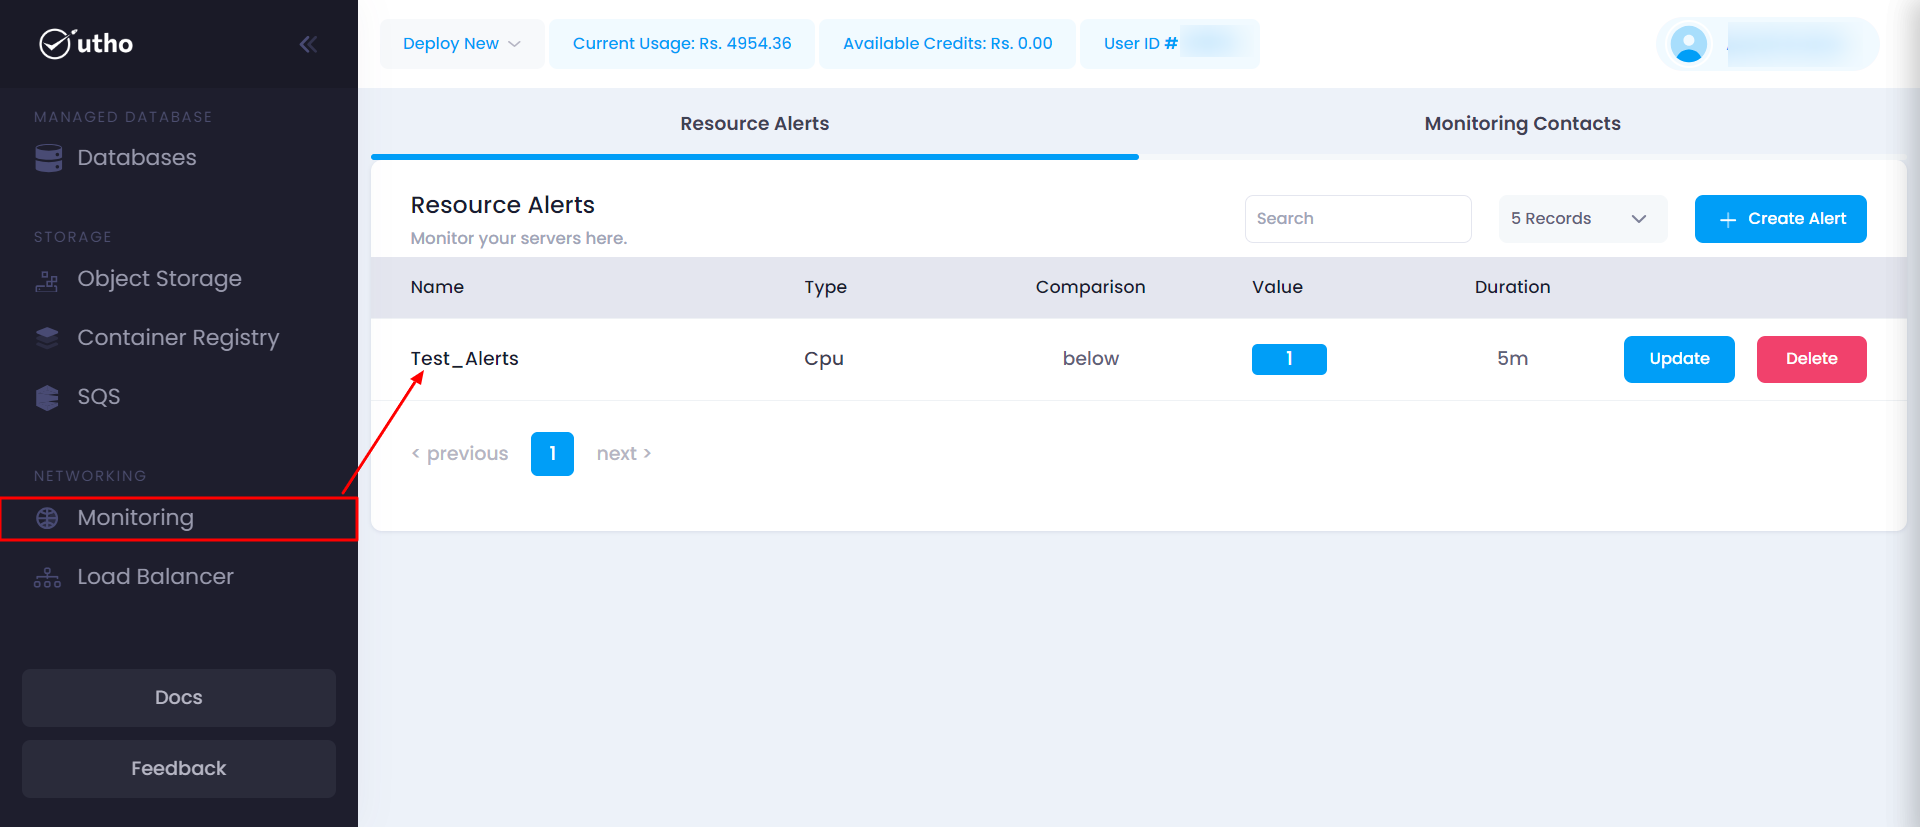 utho
MANAGED DATABASE
Databases
STORAGE
Object Storage
Container Registry
SQS
NETWORKING
Monitoring
Load Balancer
Docs
Feedback
Deploy New
Current Usage: Rs. 4954.36
Available Credits: Rs. 0.00
User ID #
Resource Alerts
Monitoring Contacts
Resource Alerts
Monitor your servers here.
Search
5 Records
+ Create Alert
Name Type Comparison Value Duration
Test_Alerts Cpu below 1 5m Update Delete
< previous 1 next >